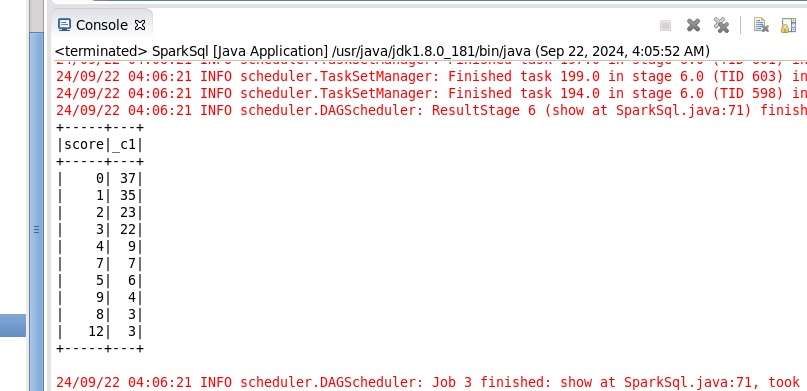 Console
<terminated> SparkSql [Java Application] /usr/java/jdk1.8.0_181/bin/java (Sep 22, 2024, 4:05:52 AM)
24/09/22 04:06:21 INFO scheduler.TaskSetManager: Finished task 199.0 in stage 6.0 (TID 603) in
24/09/22 04:06:21 INFO scheduler.TaskSetManager: Finished task 194.0 in stage 6.0 (TID 598) in
24/09/22 04:06:21 INFO scheduler.DAGScheduler: ResultStage 6 (show at SparkSql.java:71) finish
+-----+---+
|score|_c1|
+-----+---+
|    0| 37|
|    1| 35|
|    2| 23|
|    3| 22|
|    4|  9|
|    7|  7|
|    5|  6|
|    9|  4|
|    8|  3|
|   12|  3|
+-----+---+
24/09/22 04:06:21 INFO scheduler.DAGScheduler: Job 3 finished: show at SparkSql.java:71, took